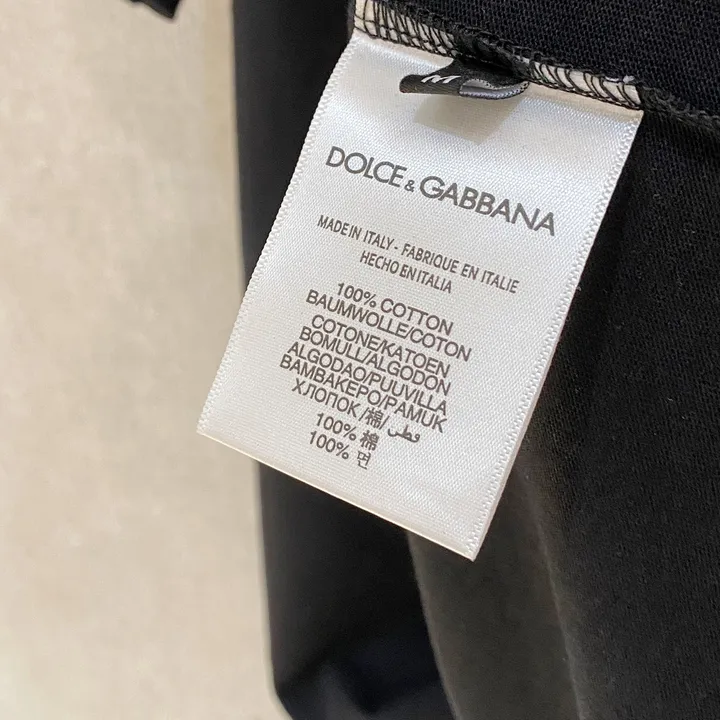 M
DOLCE & GABBANA
MADE IN ITALY - FABRIQUE EN ITALIE
HECHO EN ITALIA
100% COTTON
BAUMWOLLE/COTON
COTONE/KATOEN
BOMULL/ALGODON
ALGODAO/PUUVILLA
BAMBAKEPO/PAMUK
ХЛОПОК/棉/قطن
100% 棉
100% 면